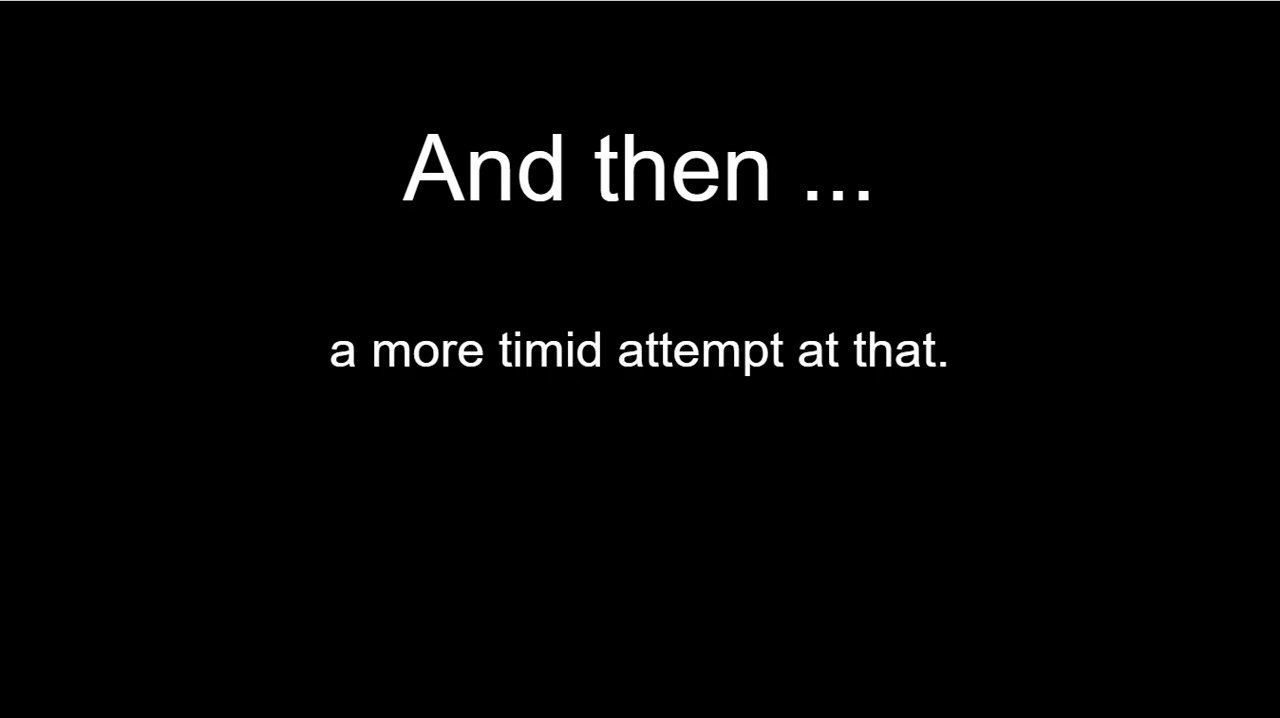 And then ...
a more timid attempt at that.